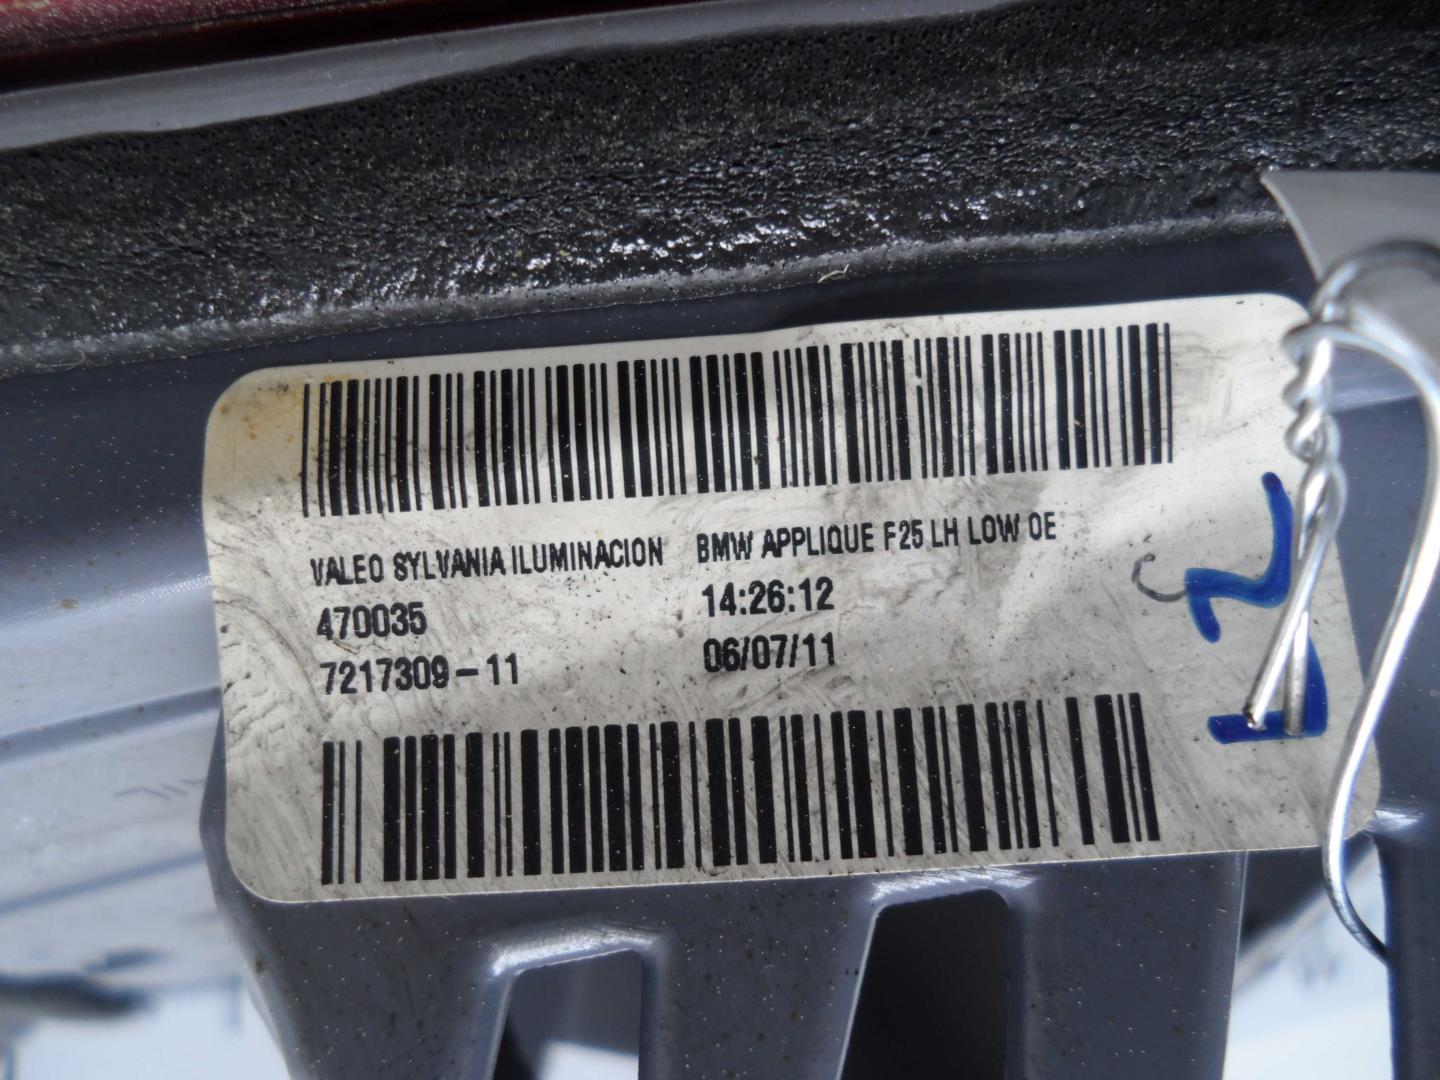 VALEO SYLVANIA ILUMINACION BMW APPLIQUE F25 LH LOW OE
470035 14:26:12
7217309-11 06/07/11